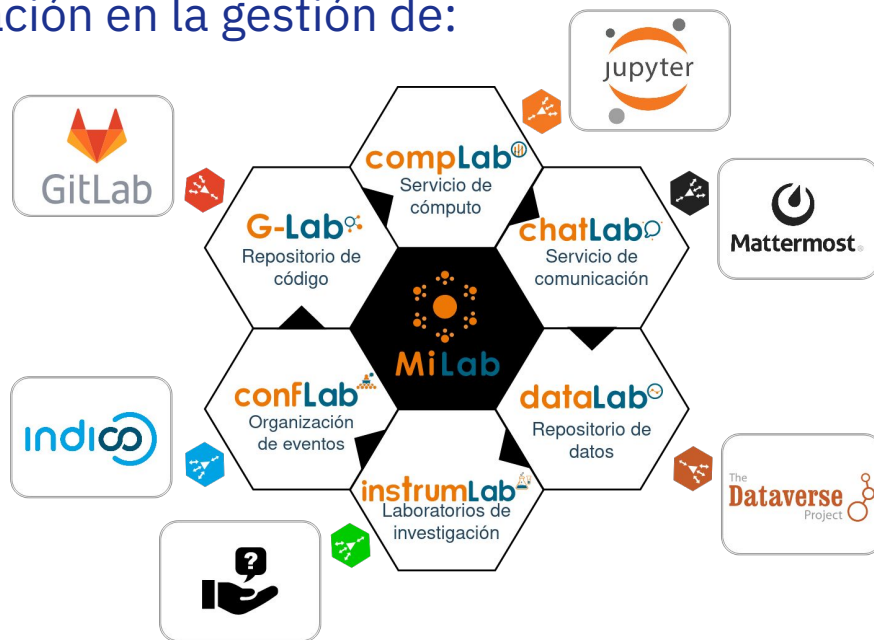 ación en la gestión de:
jupyter
GitLab
compLab
Servicio de
cómputo
G-Lab
Repositorio de
código
chatLab
Servicio de
comunicación
Mattermost
MiLab
confLab
Organización
de eventos
dataLab
Repositorio de
datos
indico
instrumLab
Laboratorios de
investigación
The
Dataverse
Project
?